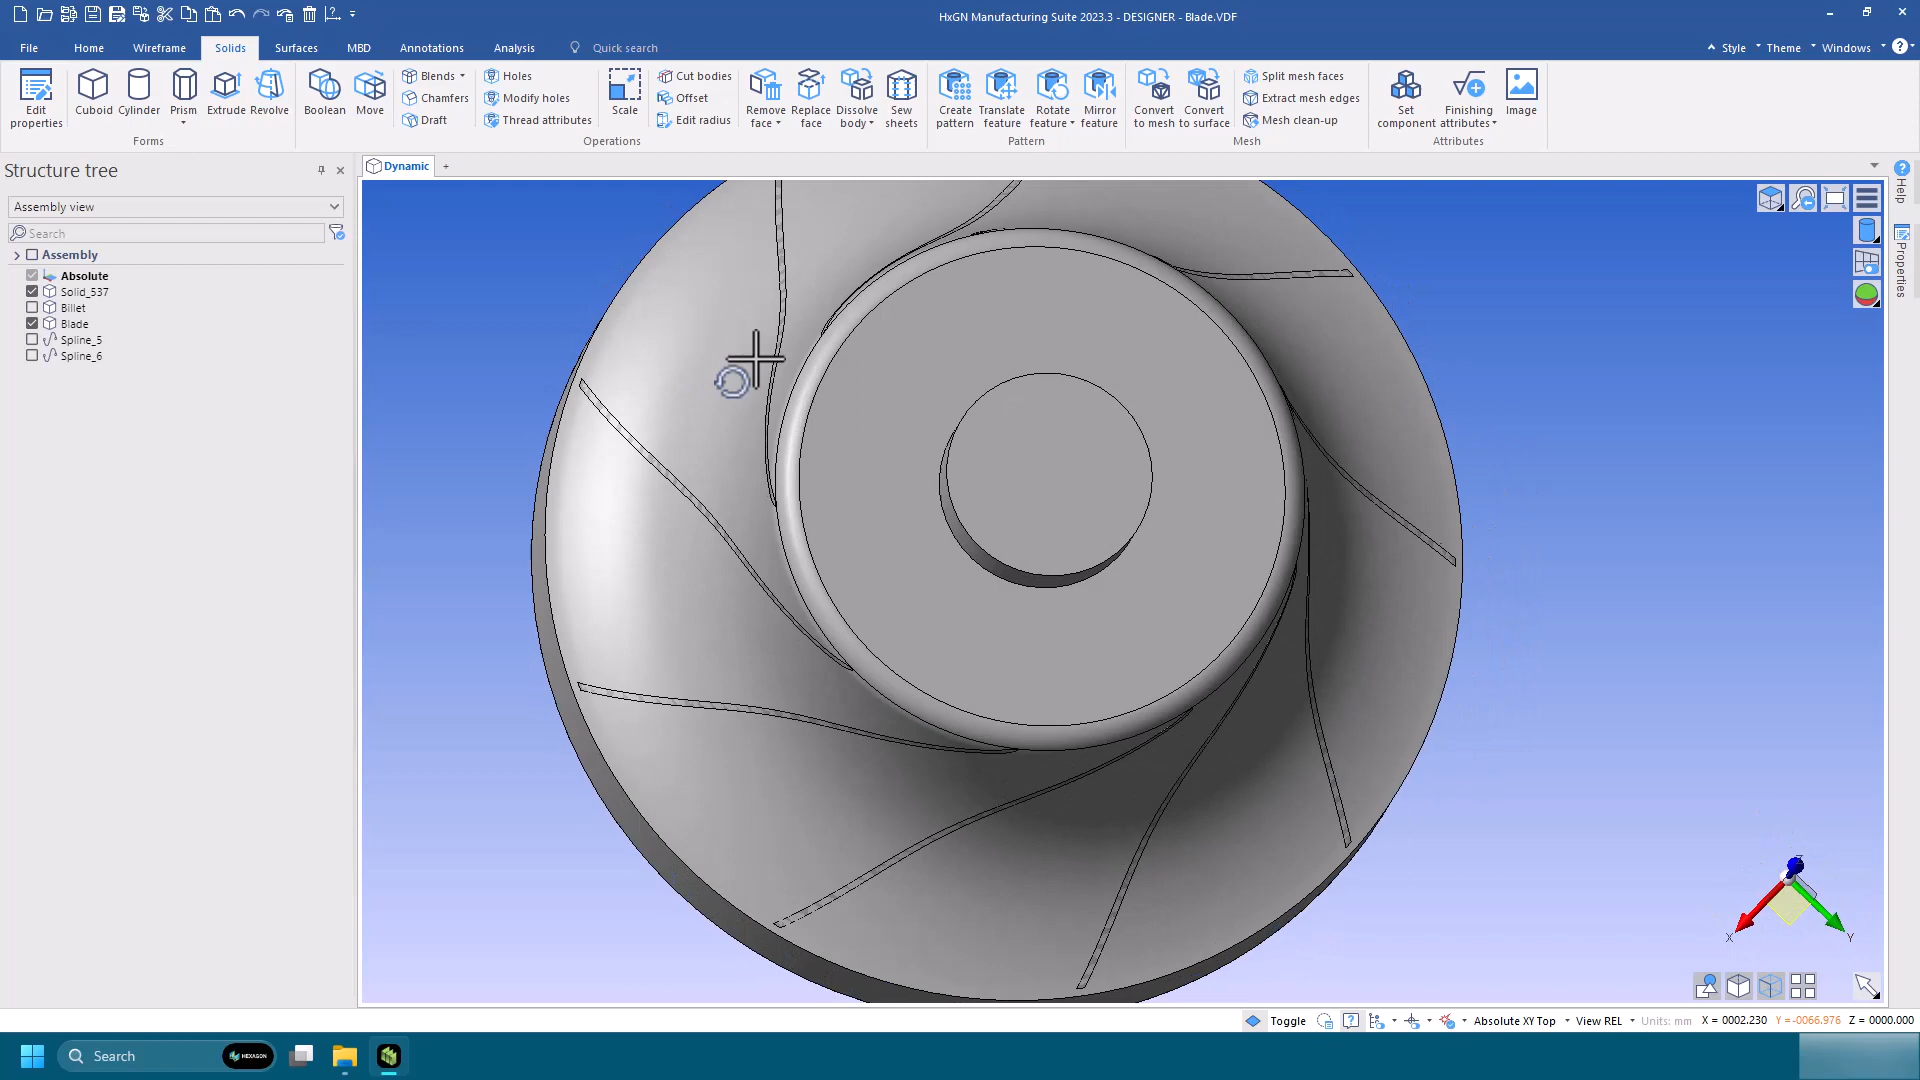 HxGN Manufacturing Suite 2023.3 - DESIGNER - Blade.VDF
File Home Wireframe Solids Surfaces MBD Annotations Analysis Quick search Style Theme Windows ?
Edit properties Cuboid Cylinder Prism Extrude Revolve
Forms
Boolean Move Blends Chamfers Draft Holes Modify holes Thread attributes Scale Cut bodies Offset Edit radius Remove face Replace face Dissolve body Sew sheets
Operations
Create pattern Translate feature Rotate feature Mirror feature
Pattern
Convert to mesh Convert to surface Split mesh faces Extract mesh edges Mesh clean-up
Mesh
Set component Finishing attributes Image
Attributes
Structure tree
Assembly view
Search
Assembly
Absolute
Solid_537
Billet
Blade
Spline_5
Spline_6
Dynamic +
Help
Properties
Z
X
Y
Toggle Absolute XY Top View REL Units: mm X = 0002.230 Y =-0066.976 Z = 0000.000
Search HEXAGON